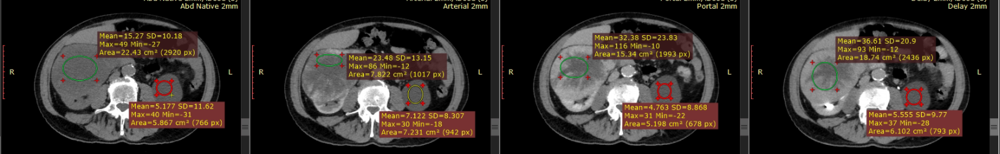 Abd Native 2mm
R
L
Mean=15.27 SD=10.18
Max=49 Min=-27
Area=22.43 cm² (2920 px)
Mean=5.177 SD=11.62
Max=40 Min=-31
Area=5.867 cm² (766 px)
Arterial 2mm
R
L
Mean=23.48 SD=13.15
Max=86 Min=-12
Area=7.822 cm² (1017 px)
Mean=7.122 SD=8.307
Max=30 Min=-18
Area=7.231 cm² (942 px)
Portal 2mm
R
L
Mean=32.38 SD=23.83
Max=116 Min=-10
Area=15.34 cm² (1993 px)
Mean=4.763 SD=8.868
Max=31 Min=-22
Area=5.198 cm² (678 px)
Delay 2mm
R
L
Mean=36.61 SD=20.9
Max=93 Min=-12
Area=18.74 cm² (2436 px)
Mean=5.555 SD=9.77
Max=37 Min=-28
Area=6.102 cm² (793 px)